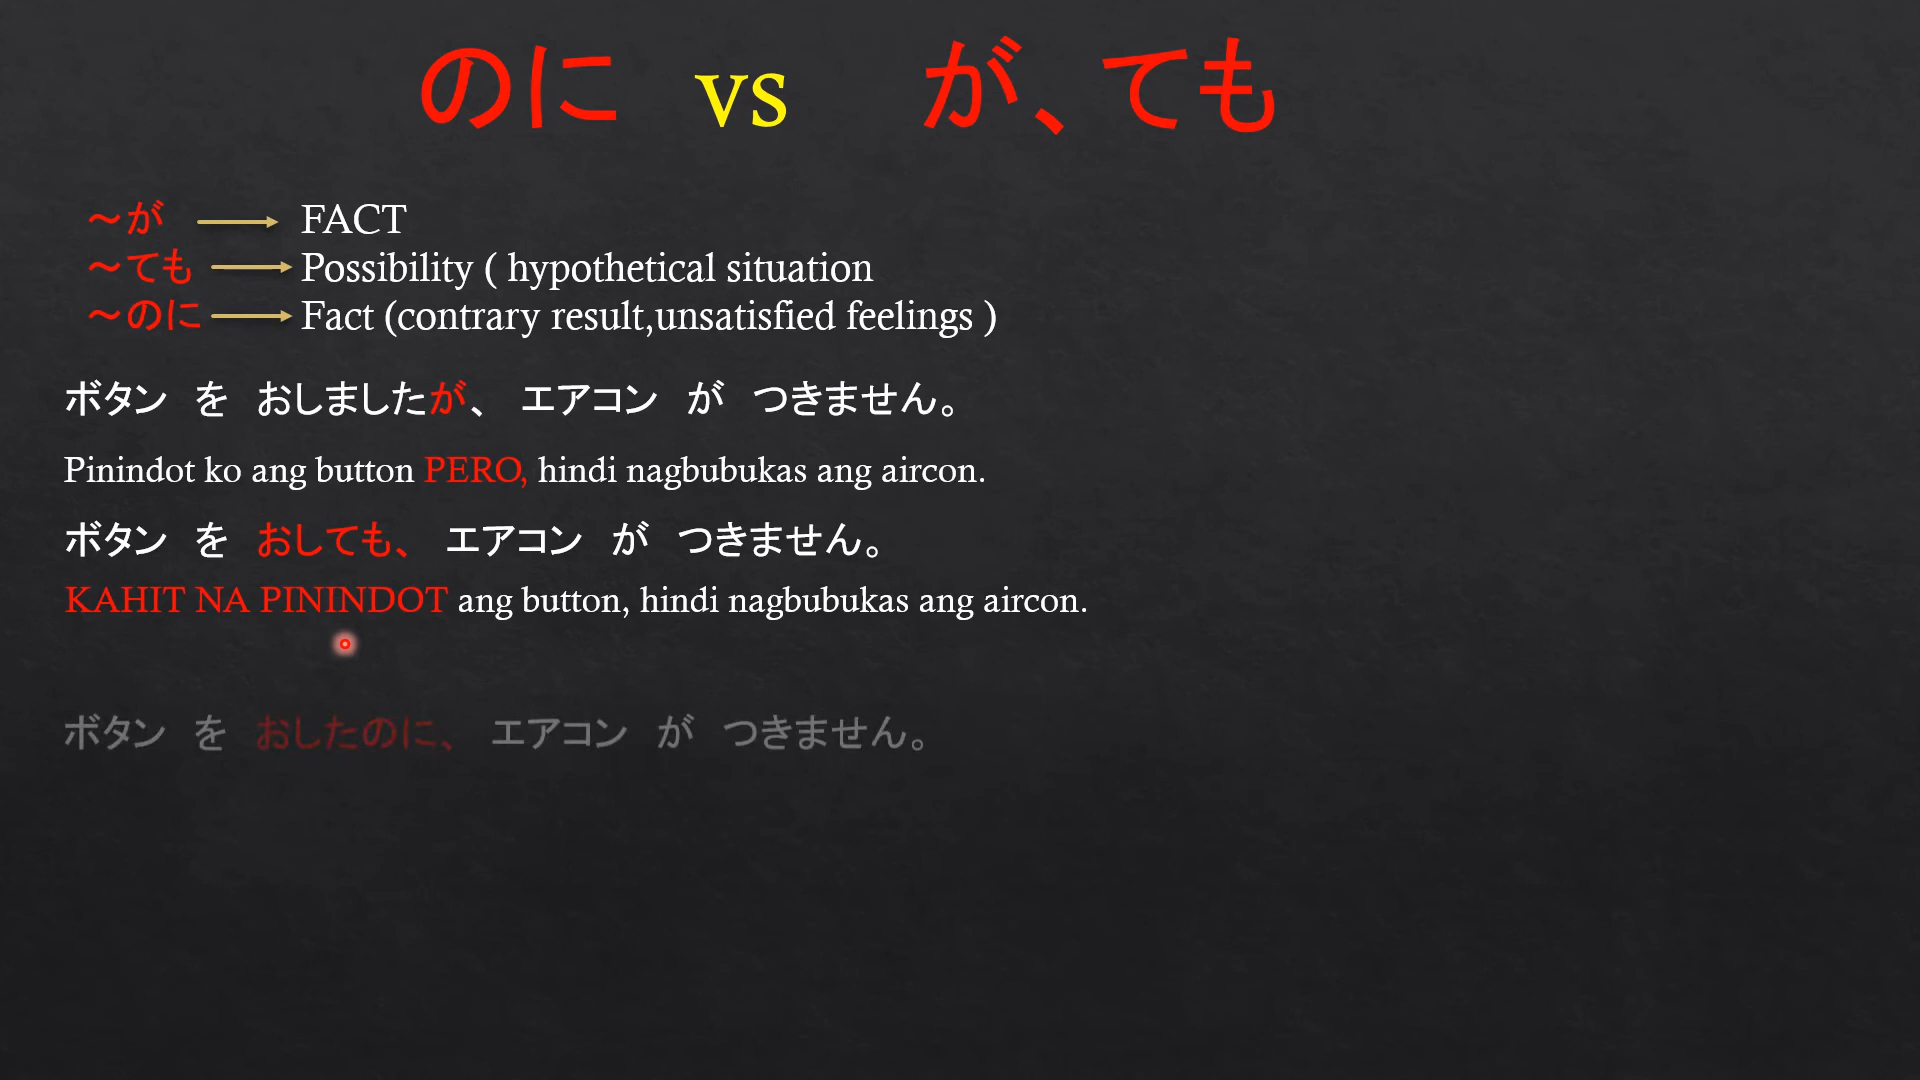 のに vs が、ても
～が FACT
～ても Possibility ( hypothetical situation
～のに Fact (contrary result,unsatisfied feelings )
ボタン を おしましたが、 エアコン が つきません。
Pinindot ko ang button PERO, hindi nagbubukas ang aircon.
ボタン を おしても、 エアコン が つきません。
KAHIT NA PININDOT ang button, hindi nagbubukas ang aircon.
ボタン を おしたのに、 エアコン が つきません。